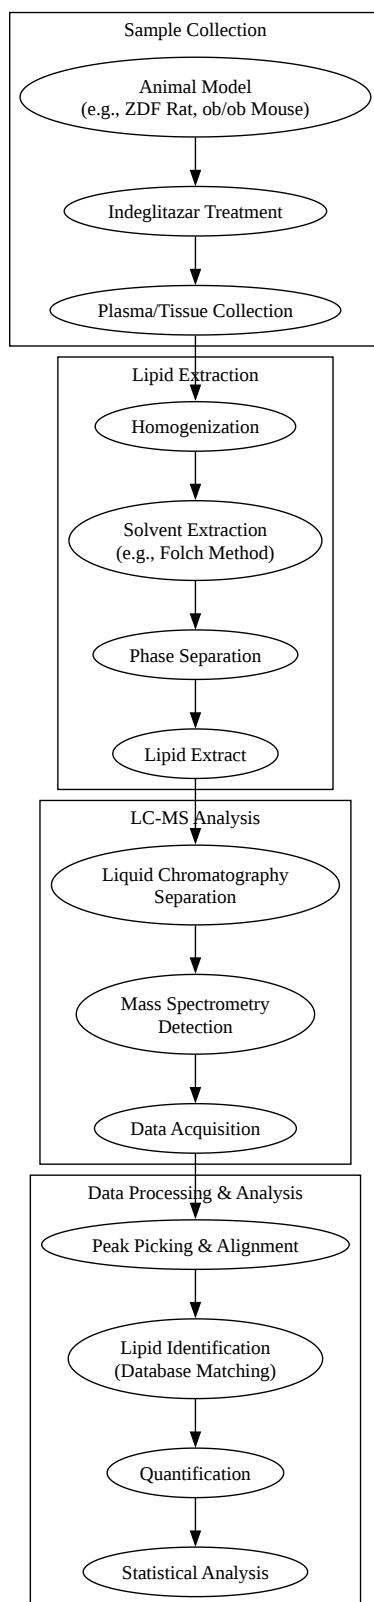 Sample Collection
Animal Model
(e.g., ZDF Rat, ob/ob Mouse)
Indeglitazar Treatment
Plasma/Tissue Collection
Lipid Extraction
Homogenization
Solvent Extraction
(e.g., Folch Method)
Phase Separation
Lipid Extract
LC-MS Analysis
Liquid Chromatography
Separation
Mass Spectrometry
Detection
Data Acquisition
Data Processing & Analysis
Peak Picking & Alignment
Lipid Identification
(Database Matching)
Quantification
Statistical Analysis